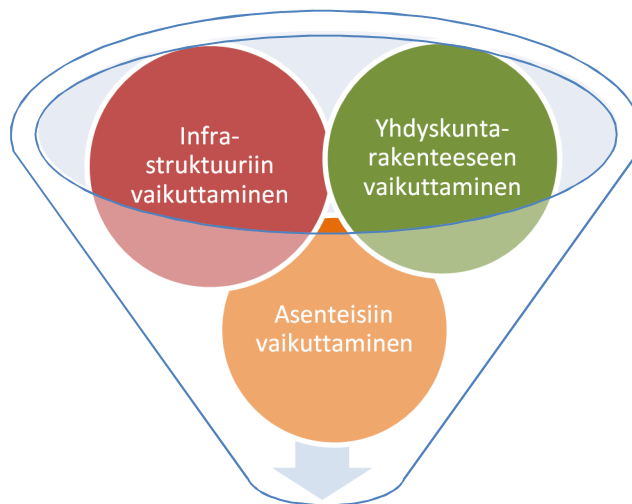 Infra-
struktuuriin
vaikuttaminen
Yhdyskunta-
rakenteeseen
vaikuttaminen
Asenteisiin
vaikuttaminen